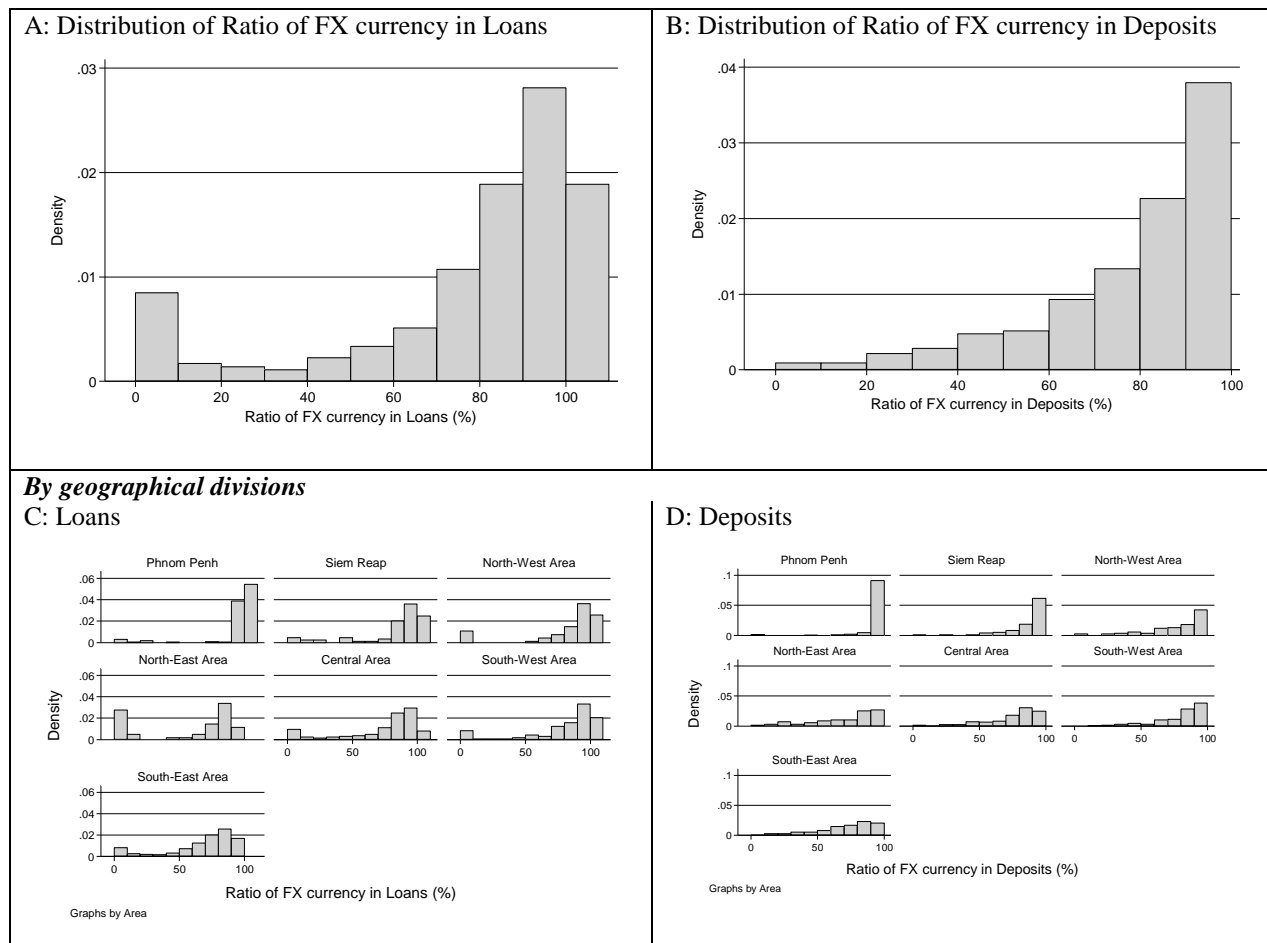 A: Distribution of Ratio of FX currency in Loans
.03
.02
.01
0
Density
0 20 40 60 80 100
Ratio of FX currency in Loans (%)
B: Distribution of Ratio of FX currency in Deposits
.04
.03
.02
.01
0
Density
0 20 40 60 80 100
Ratio of FX currency in Deposits (%)
By geographical divisions
C: Loans
Phnom Penh Siem Reap North-West Area
.06
.04
.02
0
North-East Area Central Area South-West Area
.06
.04
.02
0
0 50 100 0 50 100
South-East Area
.06
.04
.02
0
0 50 100
Density
Ratio of FX currency in Loans (%)
Graphs by Area
D: Deposits
Phnom Penh Siem Reap North-West Area
.1
.05
0
North-East Area Central Area South-West Area
.1
.05
0
0 50 100 0 50 100
South-East Area
.1
.05
0
0 50 100
Density
Ratio of FX currency in Deposits (%)
Graphs by Area